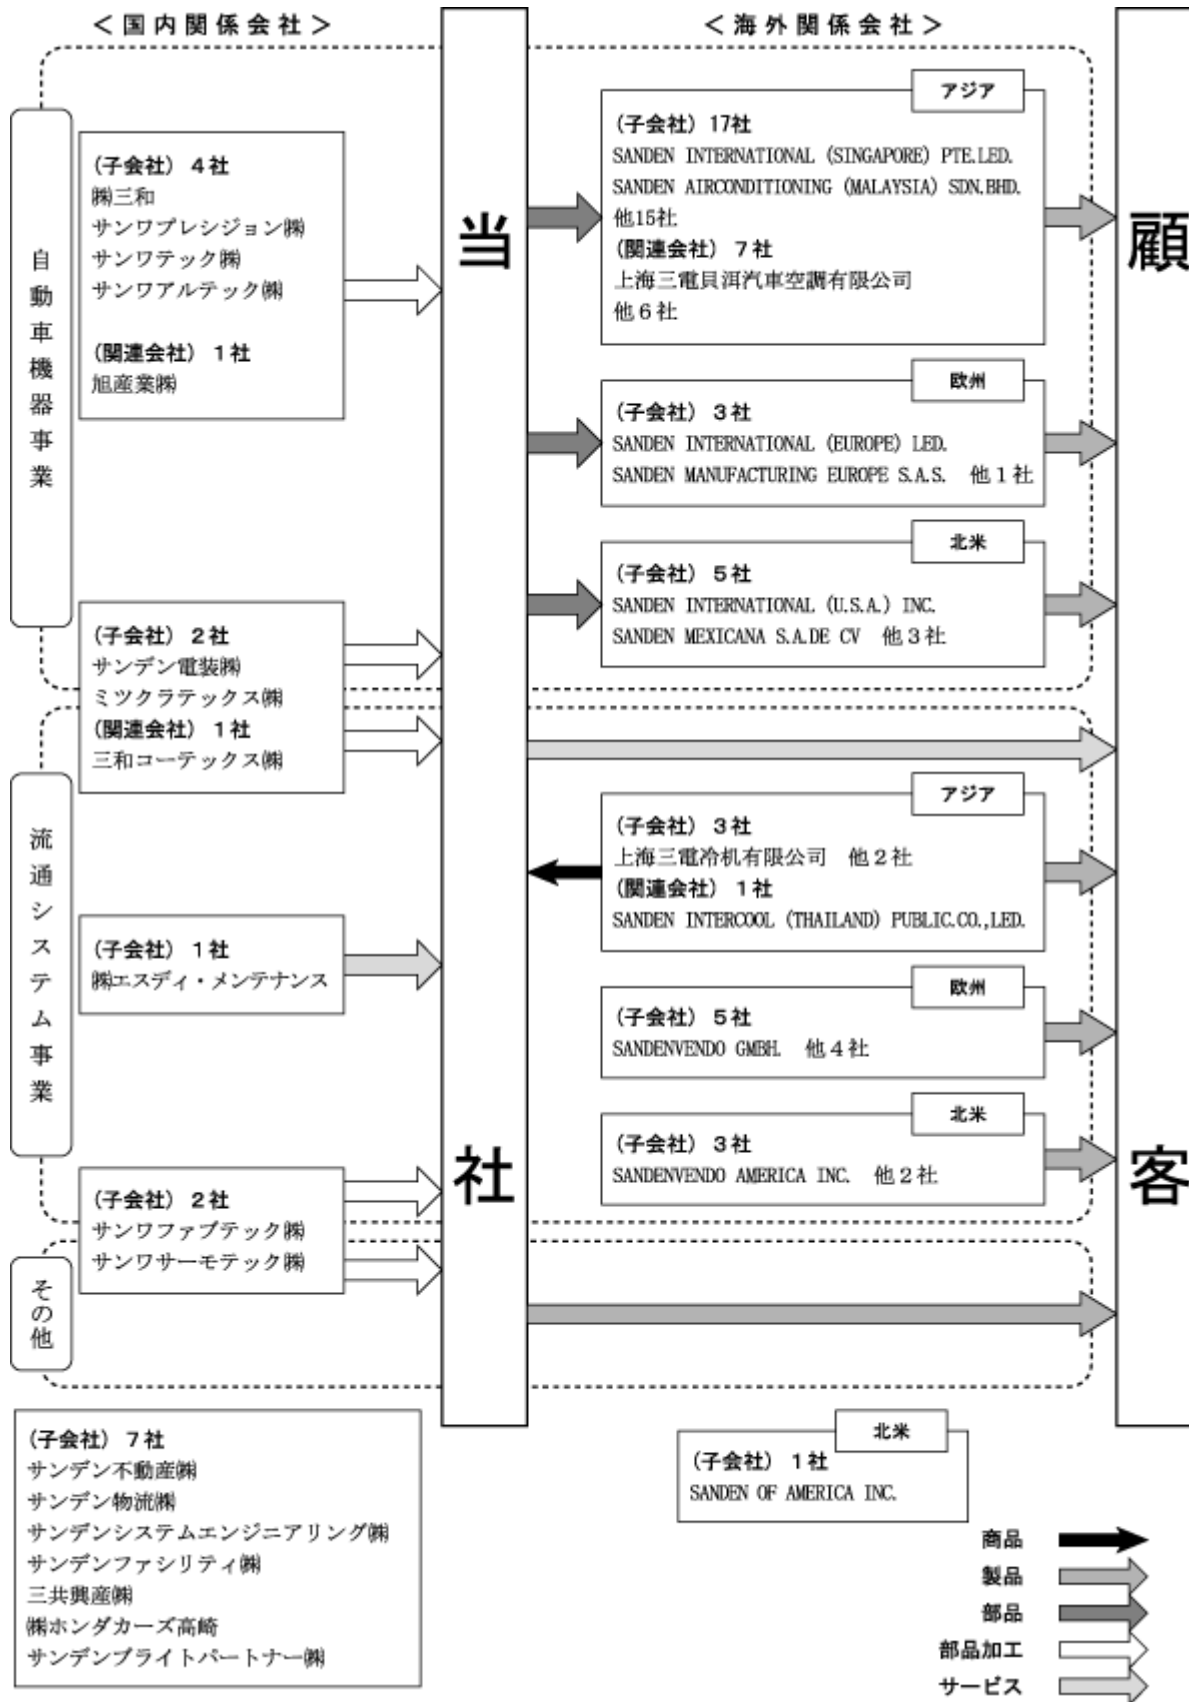 ＜国内関係会社＞
＜海外関係会社＞
自動車機器事業
(子会社) 4社
㈱三和
サンワプレシジョン㈱
サンワテック㈱
サンワアルテック㈱
(関連会社) 1社
旭産業㈱
(子会社) 2社
サンデン電装㈱
ミツクラテックス㈱
(関連会社) 1社
三和コーテックス㈱
流通システム事業
(子会社) 1社
㈱エスディ・メンテナンス
(子会社) 2社
サンワファブテック㈱
サンワサーモテック㈱
その他
当社
アジア
(子会社) 17社
SANDEN INTERNATIONAL (SINGAPORE) PTE.LED.
SANDEN AIRCONDITIONING (MALAYSIA) SDN.BHD.
他15社
(関連会社) 7社
上海三電貝洱汽車空調有限公司
他6社
欧州
(子会社) 3社
SANDEN INTERNATIONAL (EUROPE) LED.
SANDEN MANUFACTURING EUROPE S.A.S. 他1社
北米
(子会社) 5社
SANDEN INTERNATIONAL (U.S.A.) INC.
SANDEN MEXICANA S.A.DE CV 他3社
アジア
(子会社) 3社
上海三電冷机有限公司 他2社
(関連会社) 1社
SANDEN INTERCOOL (THAILAND) PUBLIC.CO.,LED.
欧州
(子会社) 5社
SANDENVENDO GMBH. 他4社
北米
(子会社) 3社
SANDENVENDO AMERICA INC. 他2社
顧客
(子会社) 7社
サンデン不動産㈱
サンデン物流㈱
サンデンシステムエンジニアリング㈱
サンデンファシリティ㈱
三共興産㈱
㈱ホンダカーズ高崎
サンデンブライトパートナー㈱
北米
(子会社) 1社
SANDEN OF AMERICA INC.
商品
製品
部品
部品加工
サービス